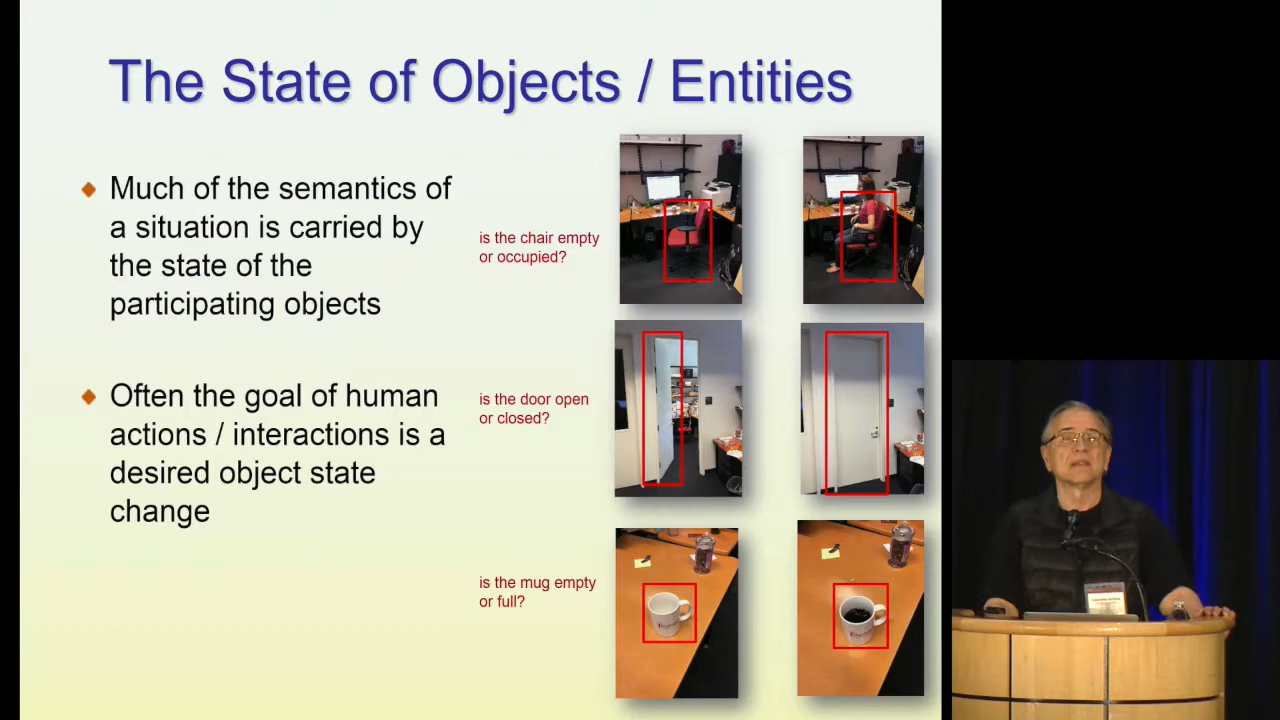 The State of Objects / Entities
Much of the semantics of
a situation is carried by
the state of the
participating objects
Often the goal of human
actions / interactions is a
desired object state
change
is the chair empty
or occupied?
is the door open
or closed?
is the mug empty
or full?